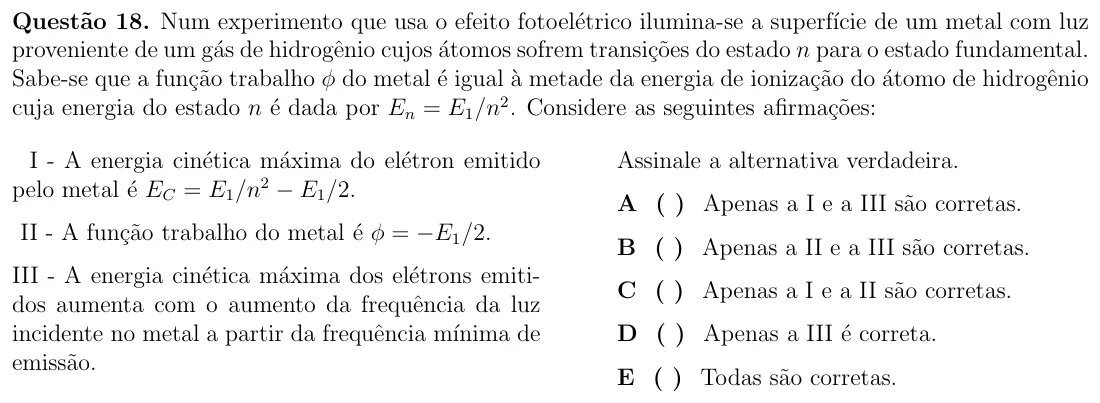 Questão 18. Num experimento que usa o efeito fotoelétrico ilumina-se a superfície de um metal com luz
proveniente de um gás de hidrogênio cujos átomos sofrem transições do estado n para o estado fundamental.
Sabe-se que a função trabalho ϕ do metal é igual à metade da energia de ionização do átomo de hidrogênio
cuja energia do estado n é dada por Eₙ = E₁/n². Considere as seguintes afirmações:
I - A energia cinética máxima do elétron emitido
pelo metal é E_C = E₁/n² − E₁/2.
II - A função trabalho do metal é ϕ = −E₁/2.
III - A energia cinética máxima dos elétrons emiti-
dos aumenta com o aumento da frequência da luz
incidente no metal a partir da frequência mínima de
emissão.
Assinale a alternativa verdadeira.
A ( ) Apenas a I e a III são corretas.
B ( ) Apenas a II e a III são corretas.
C ( ) Apenas a I e a II são corretas.
D ( ) Apenas a III é correta.
E ( ) Todas são corretas.